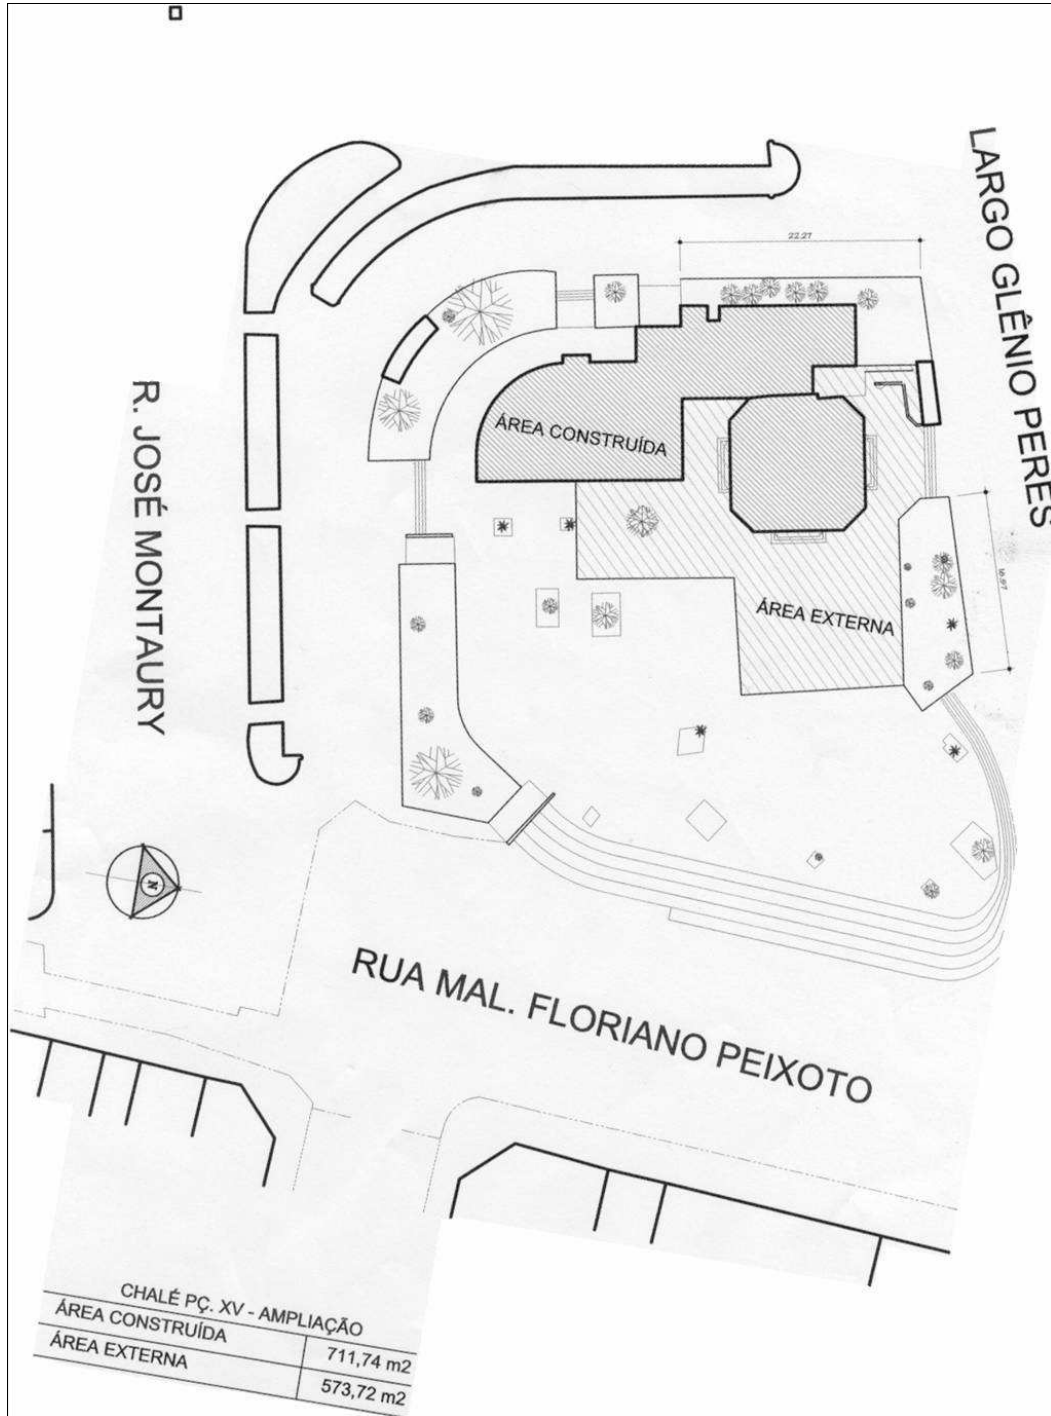 22.27
LARGO GLÊNIO PERES
R. JOSÉ MONTAURY
ÁREA CONSTRUÍDA
ÁREA EXTERNA
N
RUA MAL. FLORIANO PEIXOTO
CHALÉ PÇ. XV - AMPLIAÇÃO
ÁREA CONSTRUÍDA 711,74 m2
ÁREA EXTERNA 573,72 m2